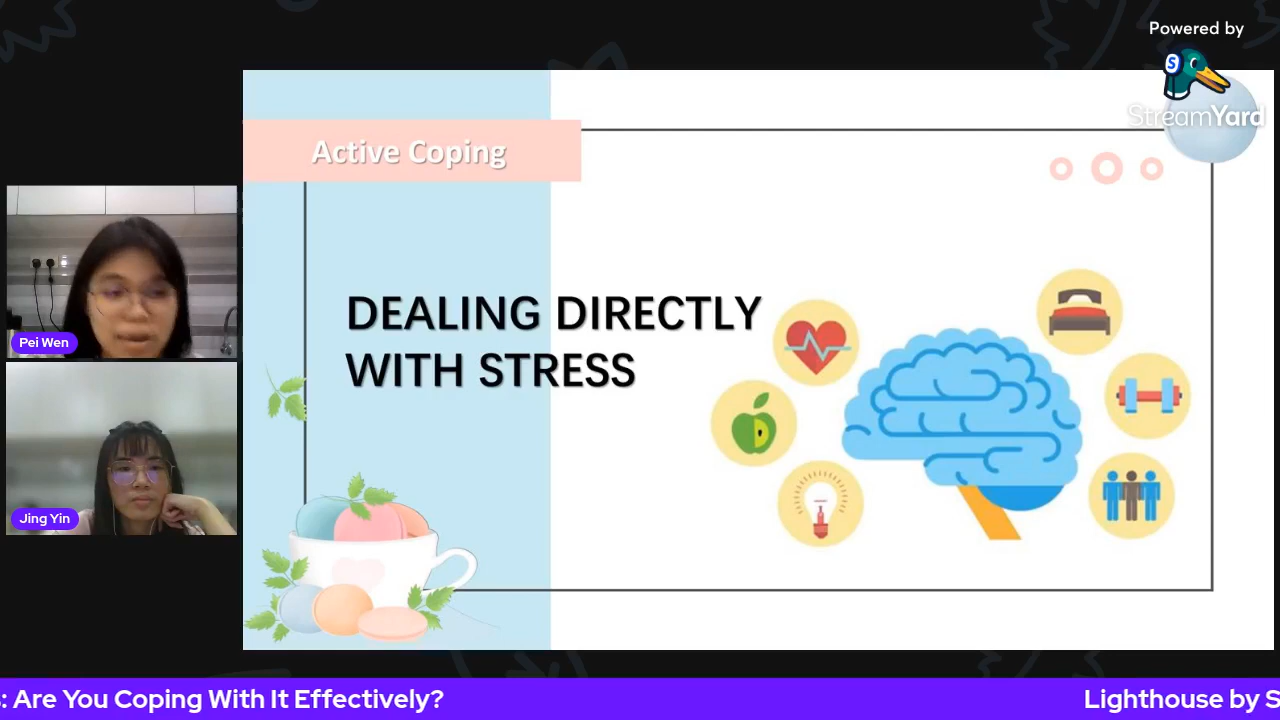 Powered by
S
StreamYard
Active Coping
DEALING DIRECTLY
WITH STRESS
Pei Wen
Jing Yin
: Are You Coping With It Effectively?
Lighthouse by S